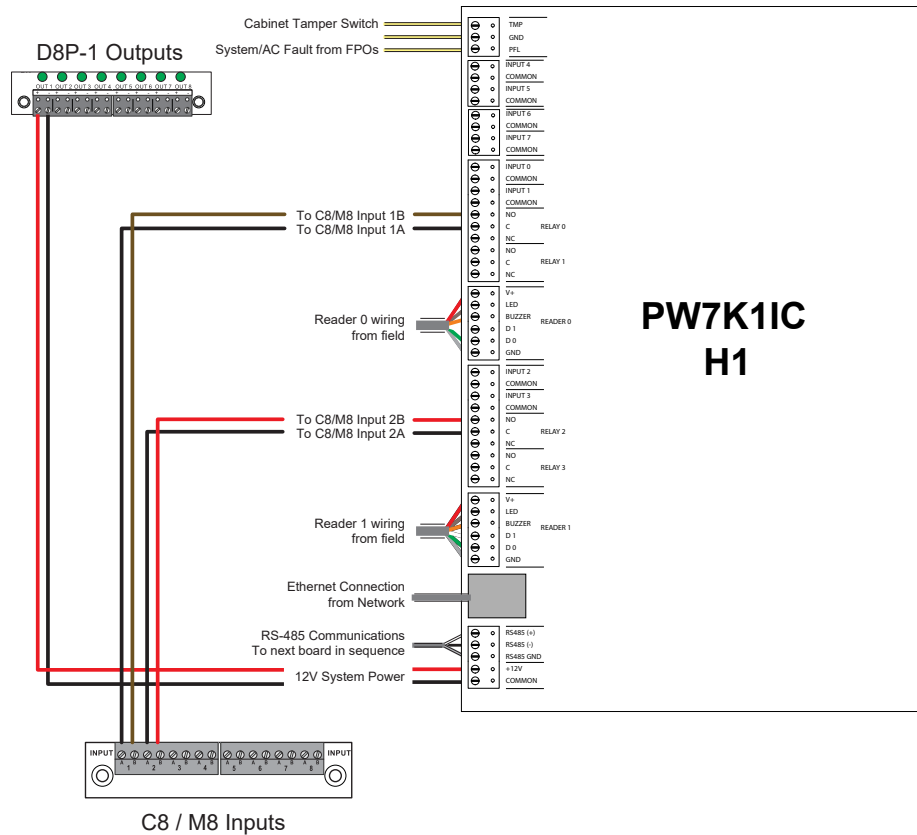 Cabinet Tamper Switch
System/AC Fault from FPOs
D8P-1 Outputs
OUT 1 OUT 2 OUT 3 OUT 4 OUT 5 OUT 6 OUT 7 OUT 8
+ - + - + - + - + - + - + - + -
TMP
GND
PFL
INPUT 4
COMMON
INPUT 5
COMMON
INPUT 6
COMMON
INPUT 7
COMMON
INPUT 0
COMMON
INPUT 1
COMMON
To C8/M8 Input 1B
NO
To C8/M8 Input 1A
C RELAY 0
NC
NO
C RELAY 1
NC
Reader 0 wiring
from field
V+
LED
BUZZER READER 0
D 1
D 0
GND
PW7K1IC
H1
INPUT 2
COMMON
INPUT 3
COMMON
To C8/M8 Input 2B
NO
To C8/M8 Input 2A
C RELAY 2
NC
NO
C RELAY 3
NC
Reader 1 wiring
from field
V+
LED
BUZZER READER 1
D 1
D 0
GND
Ethernet Connection
from Network
RS-485 Communications
To next board in sequence
RS485 (+)
RS485 (-)
RS485 GND
12V System Power
+12V
COMMON
INPUT INPUT
A B A B A B A B A B A B A B A B
1 2 3 4 5 6 7 8
C8 / M8 Inputs